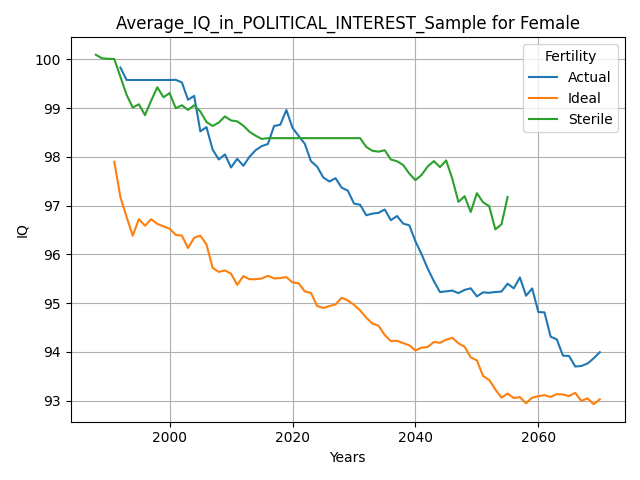 Average_IQ_in_POLITICAL_INTEREST_Sample for Female
Fertility
Actual
Ideal
Sterile
IQ
100
99
98
97
96
95
94
93
2000
2020
2040
2060
Years